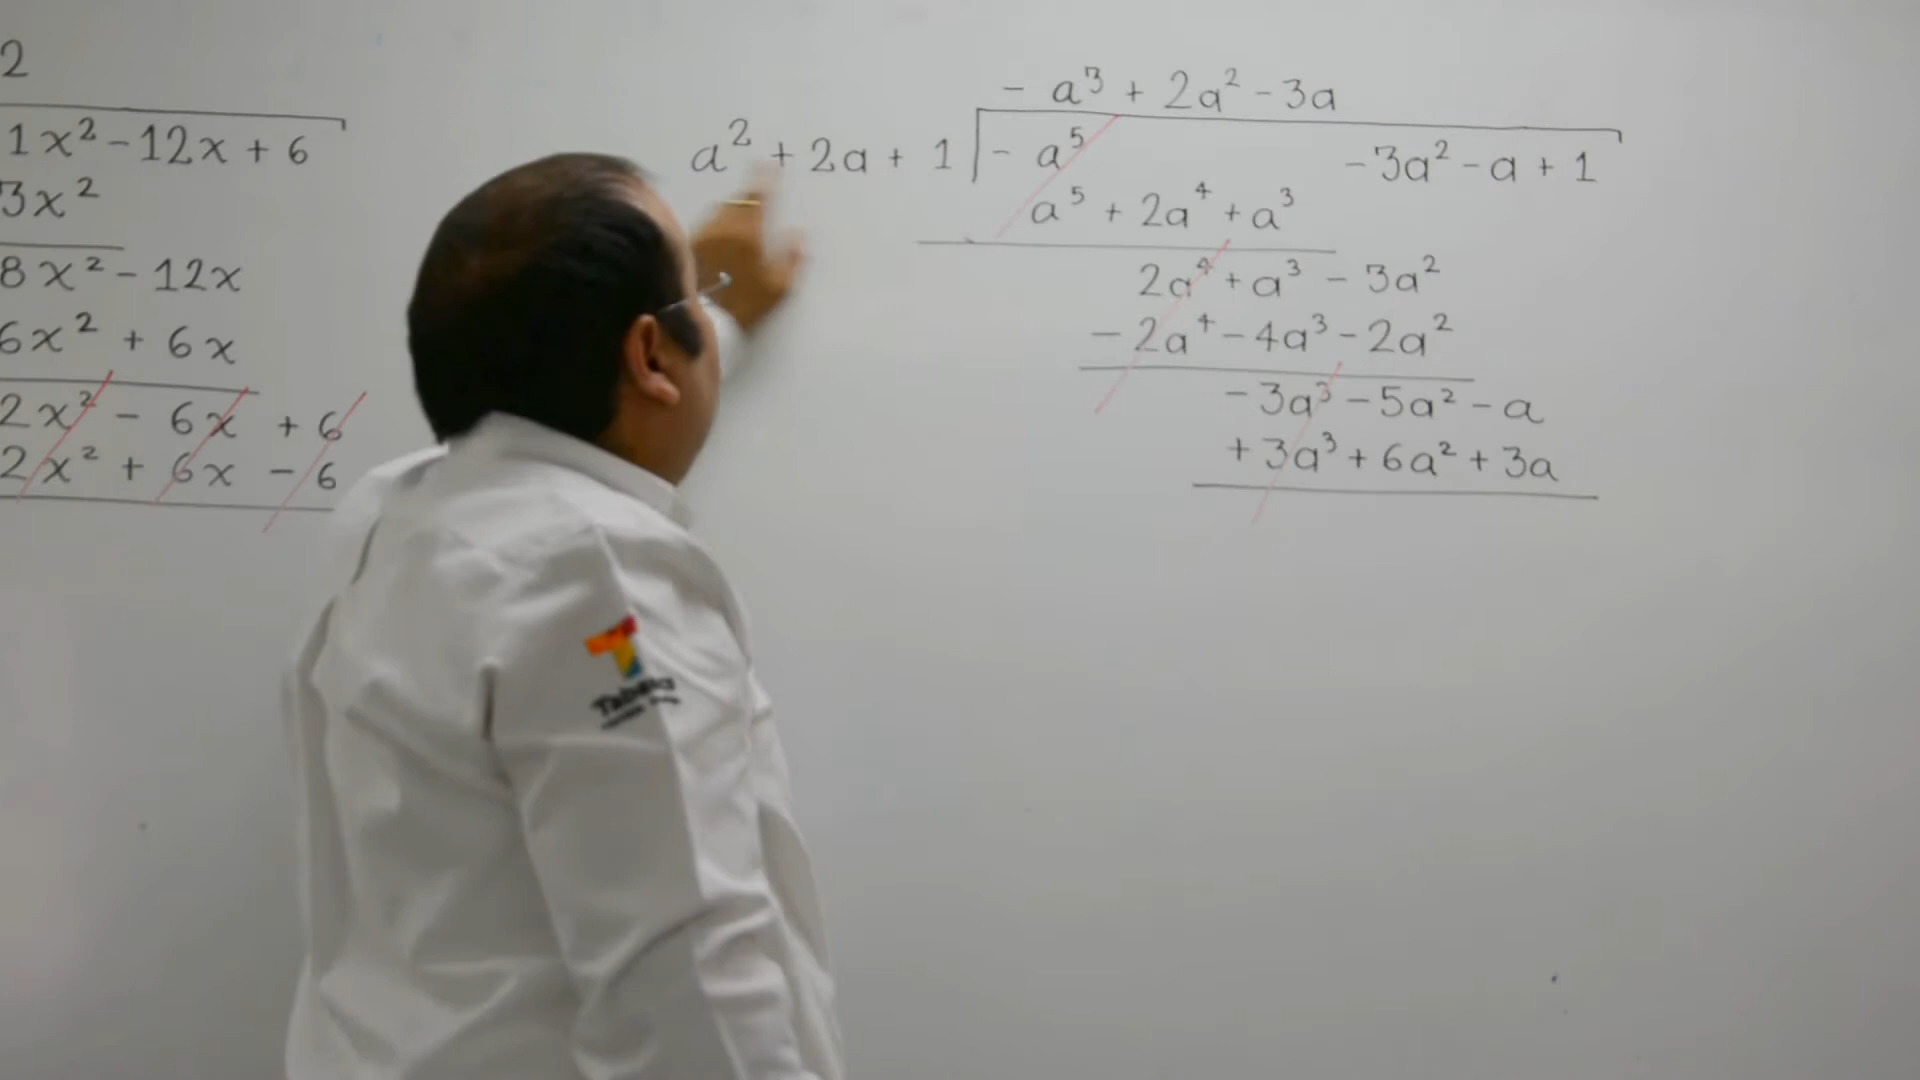 2
1x² - 12x + 6
3x²
8x² - 12x
6x² + 6x
2x² - 6x + 6
2x² + 6x - 6
- a³ + 2a² - 3a
a² + 2a + 1 - a⁵ -3a² - a + 1
a⁵ + 2a⁴ + a³
2a⁴ + a³ - 3a²
- 2a⁴ - 4a³ - 2a²
- 3a³ - 5a² - a
+ 3a³ + 6a² + 3a